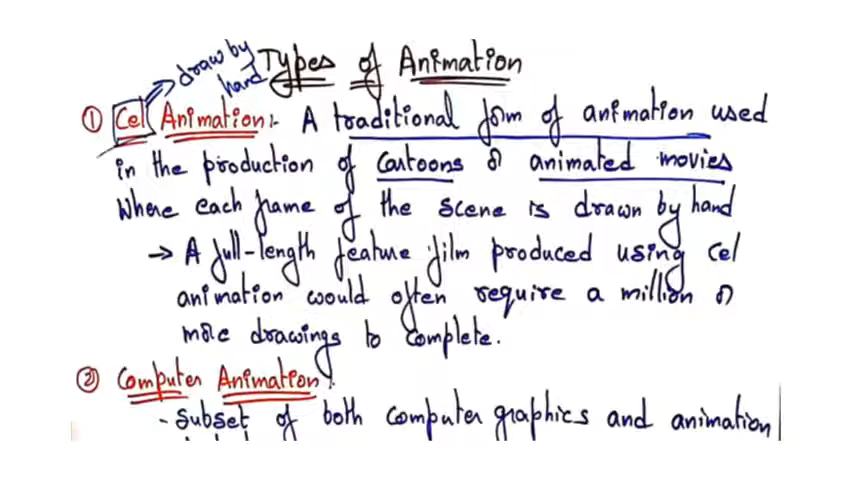 Types of Animation
draw by
hand
① Cel Animation:- A traditional form of animation used
in the production of cartoons or animated movies
where each frame of the scene is drawn by hand
→ A full-length feature film produced using cel
animation would often require a million or
more drawings to complete.
② Computer Animation:
- Subset of both computer graphics and animation